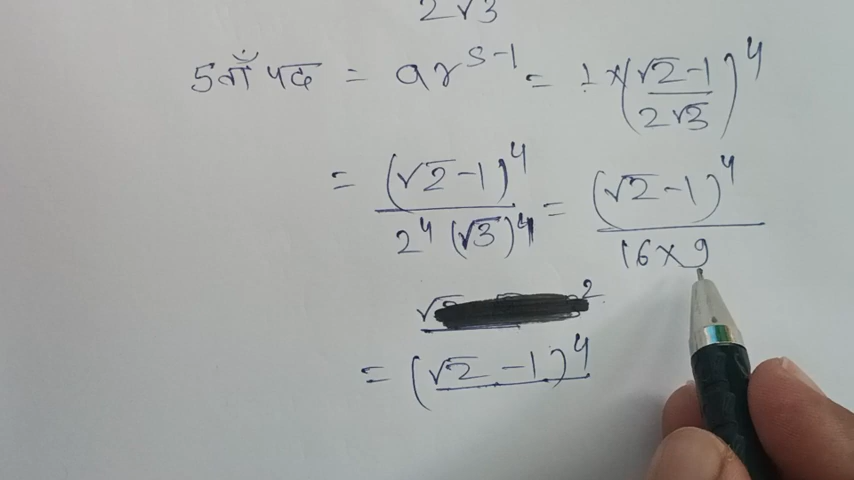 2√3
5वाँ पद = ar^5-1 = 1×(√2-1/2√3)^4
= (√2-1)^4/2^4 (√3)^4 = (√2-1)^4/16×9
= (√2-1)^4